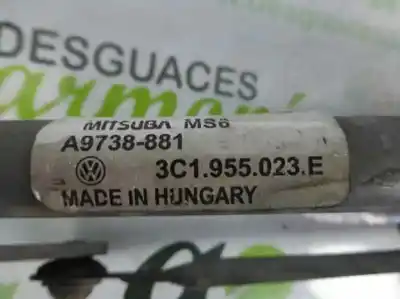 DESGUACES
MITSUBA MS6
A9738-881
3C1.955.023.E
MADE IN HUNGARY